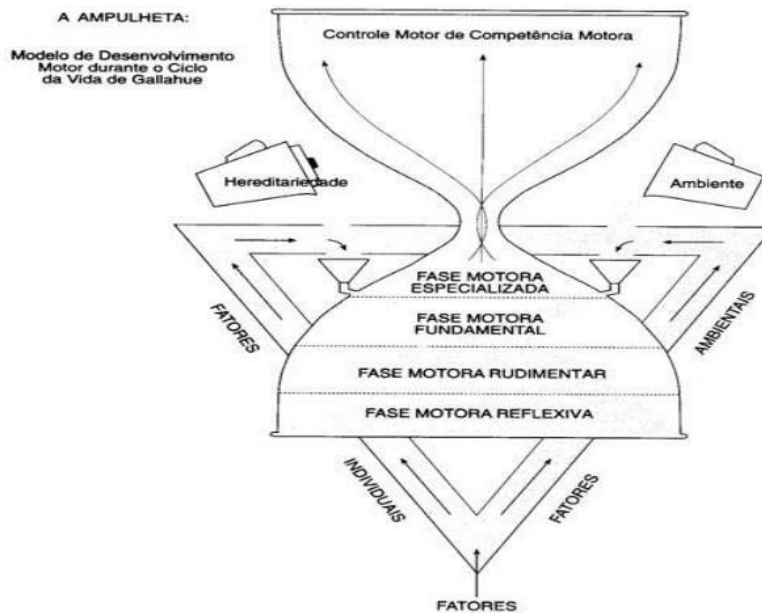 A AMPULHETA:
Modelo de Desenvolvimento
Motor durante o Ciclo
da Vida de Gallahue
Controle Motor de Competência Motora
Hereditariedade
Ambiente
FASE MOTORA
ESPECIALIZADA
FASE MOTORA
FUNDAMENTAL
FASE MOTORA RUDIMENTAR
FASE MOTORA REFLEXIVA
FATORES
AMBIENTAIS
INDIVIDUAIS
FATORES
FATORES